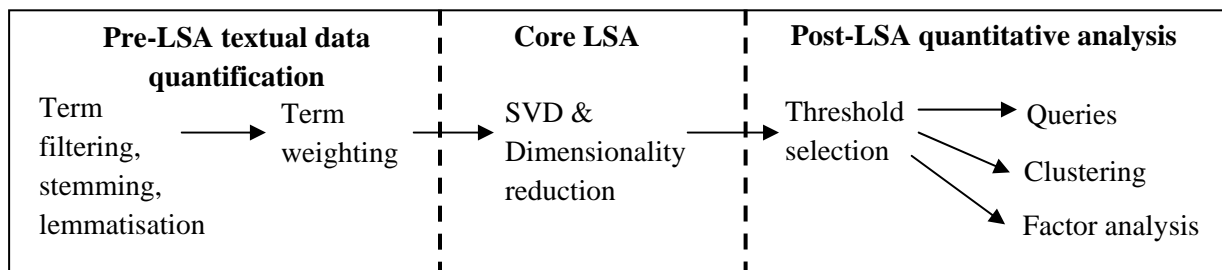 Pre-LSA textual data
quantification
Term
filtering,
stemming,
lemmatisation
Term
weighting
Core LSA
SVD &
Dimensionality
reduction
Post-LSA quantitative analysis
Threshold
selection
Queries
Clustering
Factor analysis